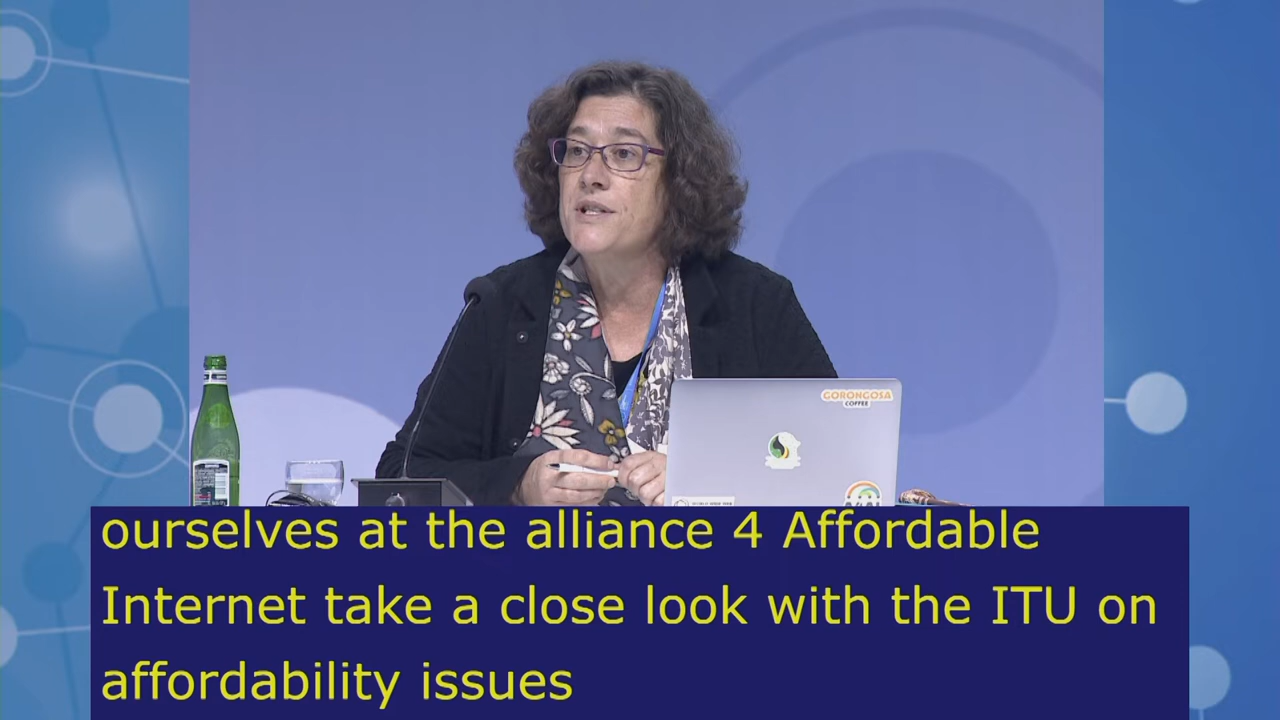 GORONGOSA
COFFEE
ourselves at the alliance 4 Affordable
Internet take a close look with the ITU on
affordability issues